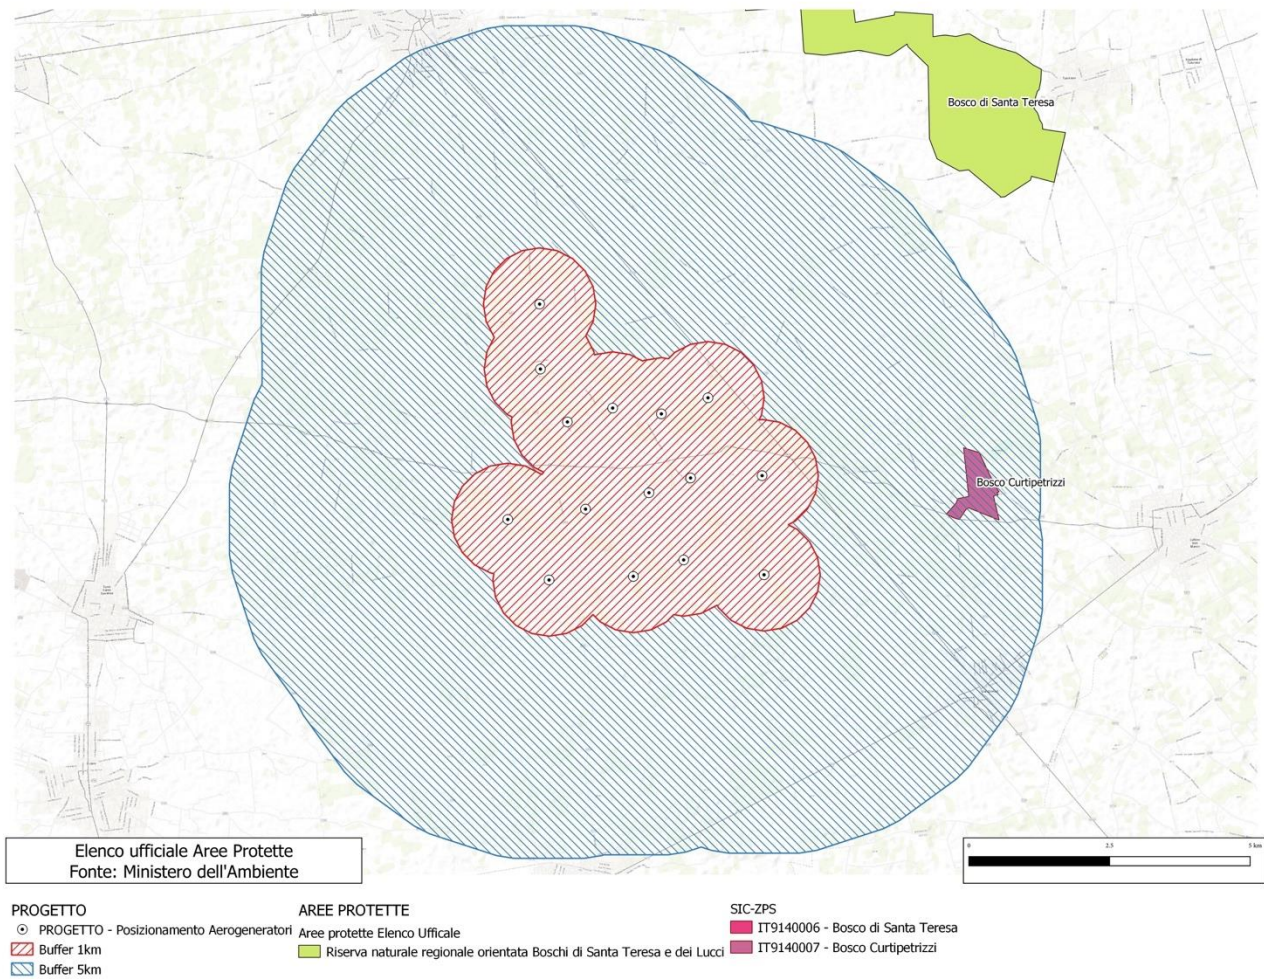 Bosco di Santa Teresa
Bosco Curtipetrizzi
Elenco ufficiale Aree Protette
Fonte: Ministero dell'Ambiente
0 2,5 5 km
PROGETTO
PROGETTO - Posizionamento Aerogeneratori
Buffer 1km
Buffer 5km
AREE PROTETTE
Aree protette Elenco Ufficale
Riserva naturale regionale orientata Boschi di Santa Teresa e dei Lucci
SIC-ZPS
IT9140006 - Bosco di Santa Teresa
IT9140007 - Bosco Curtipetrizzi